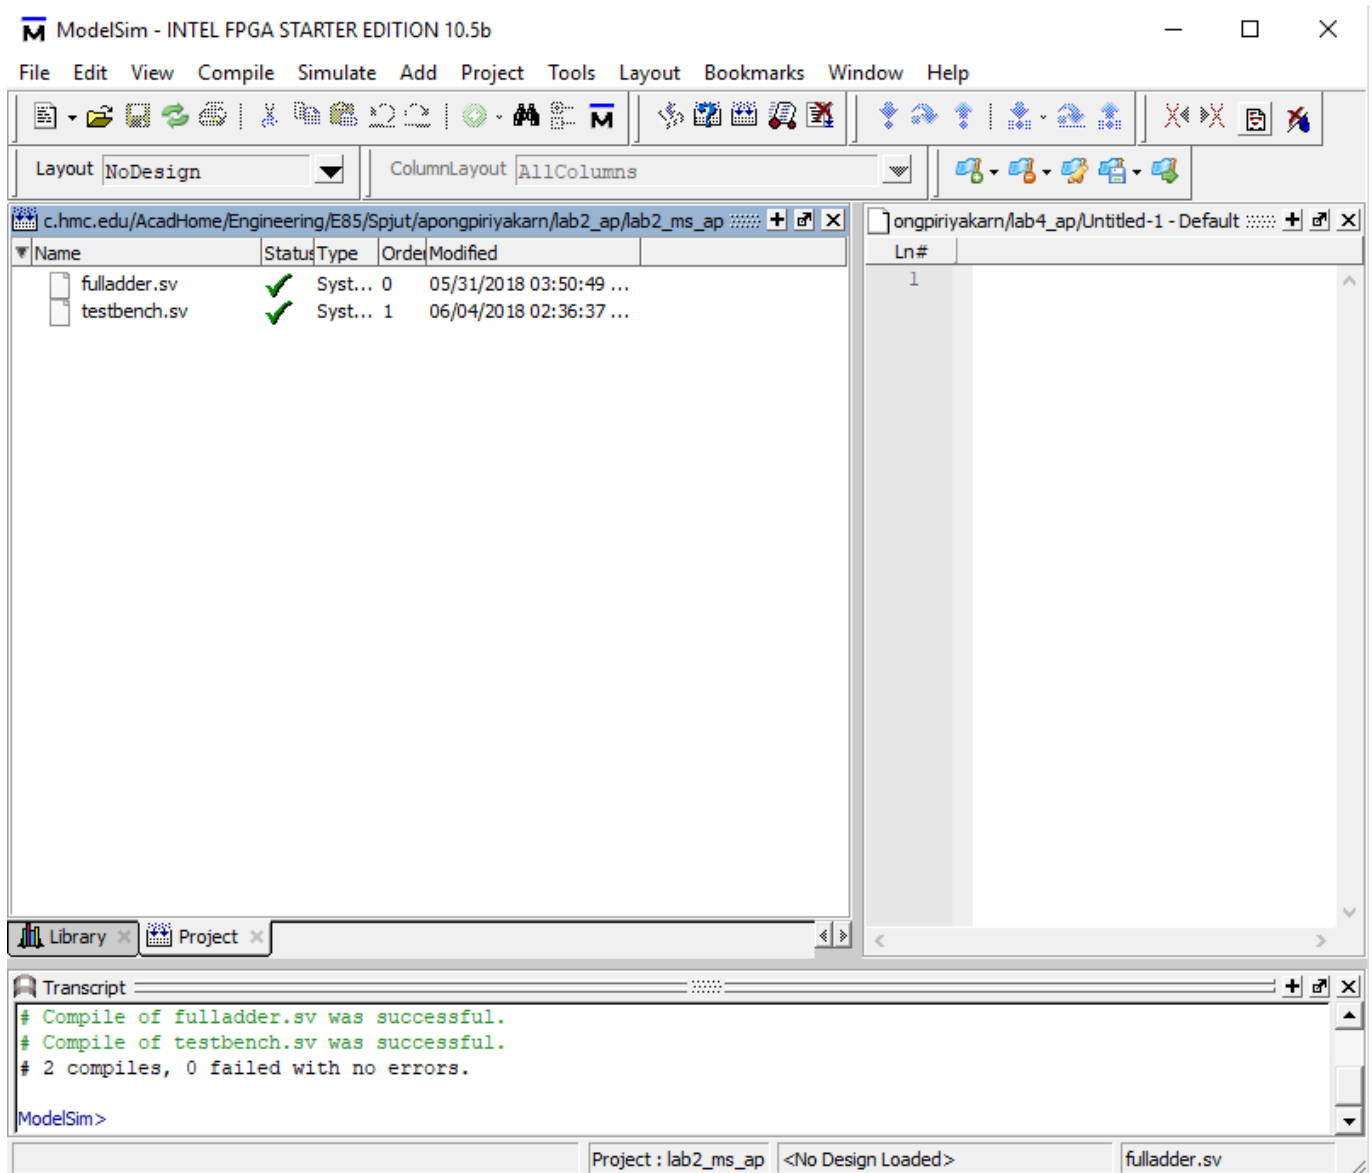 ModelSim - INTEL FPGA STARTER EDITION 10.5b
File Edit View Compile Simulate Add Project Tools Layout Bookmarks Window Help
Layout NoDesign ColumnLayout AllColumns
c.hmc.edu/AcadHome/Engineering/E85/Spjut/apongpiriyakarn/lab2_ap/lab2_ms_ap
ongpiriyakarn/lab4_ap/Untitled-1 - Default
Name Status Type Order Modified
Ln#
fulladder.sv Syst... 0 05/31/2018 03:50:49 ...
1
testbench.sv Syst... 1 06/04/2018 02:36:37 ...
Library Project
Transcript
# Compile of fulladder.sv was successful.
# Compile of testbench.sv was successful.
# 2 compiles, 0 failed with no errors.
ModelSim>
Project : lab2_ms_ap <No Design Loaded> fulladder.sv